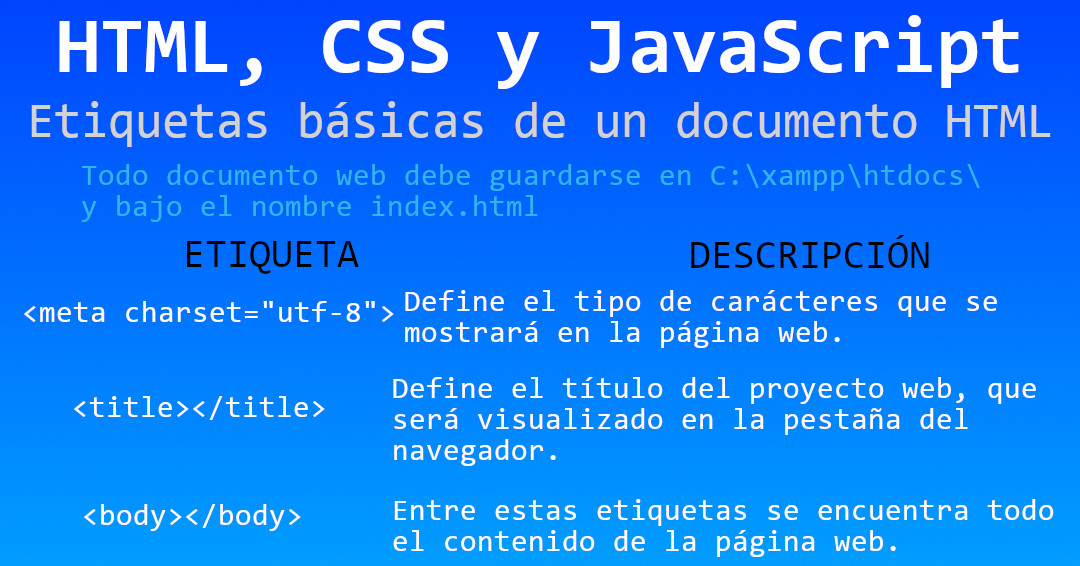 HTML, CSS y JavaScript
Etiquetas básicas de un documento HTML
Todo documento web debe guardarse en C:\xampp\htdocs\
y bajo el nombre index.html
ETIQUETA
DESCRIPCIÓN
<meta charset="utf-8">
Define el tipo de carácteres que se
mostrará en la página web.
<title></title>
Define el título del proyecto web, que
será visualizado en la pestaña del
navegador.
<body></body>
Entre estas etiquetas se encuentra todo
el contenido de la página web.